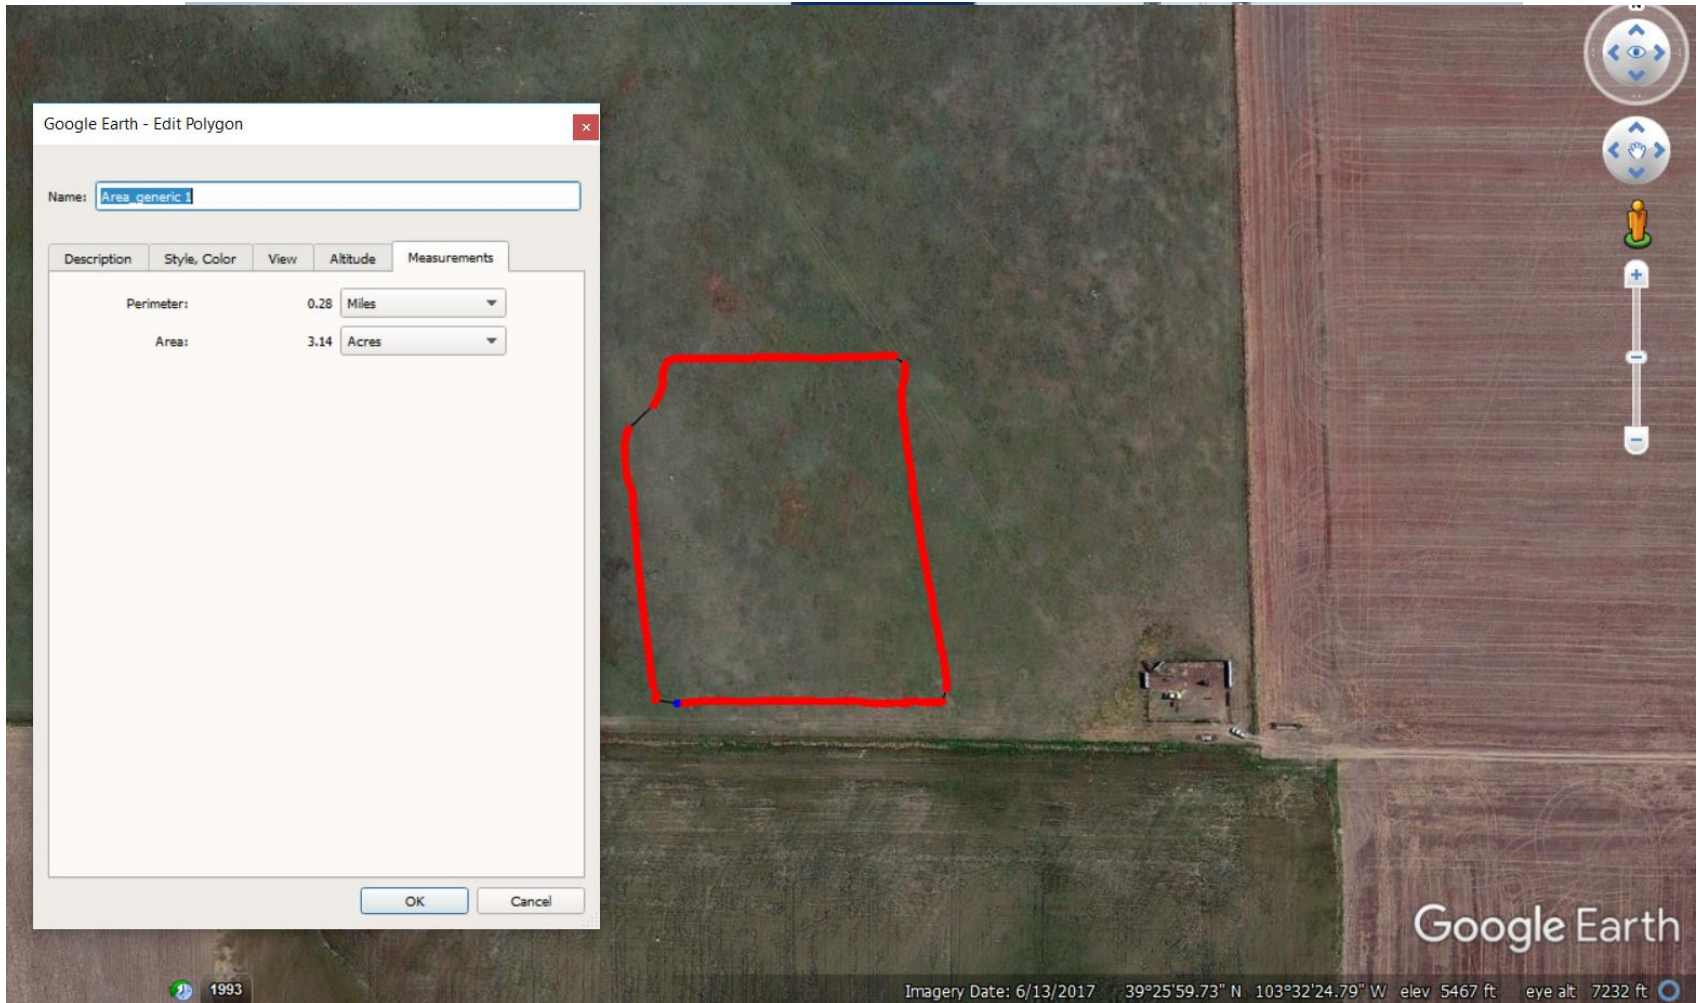 N
Google Earth - Edit Polygon
Name: Area_generic 1
Description Style, Color View Altitude Measurements
Perimeter: 0.28 Miles
Area: 3.14 Acres
OK Cancel
Google Earth
1993
Imagery Date: 6/13/2017 39°25'59.73" N 103°32'24.79" W elev 5467 ft eye alt 7232 ft